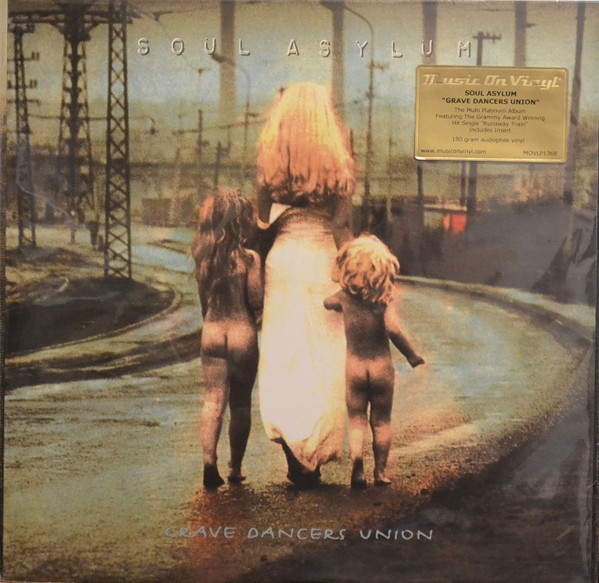 SOUL ASYLUM
Music On Vinyl
SOUL ASYLUM
"GRAVE DANCERS UNION"
The Multi Platinum Album
Featuring The Grammy Award Winning
Hit Single "Runaway Train"
Includes Insert
180 gram audiophile vinyl
www.musiconvinyl.com MOVLP1368
GRAVE DANCERS UNION